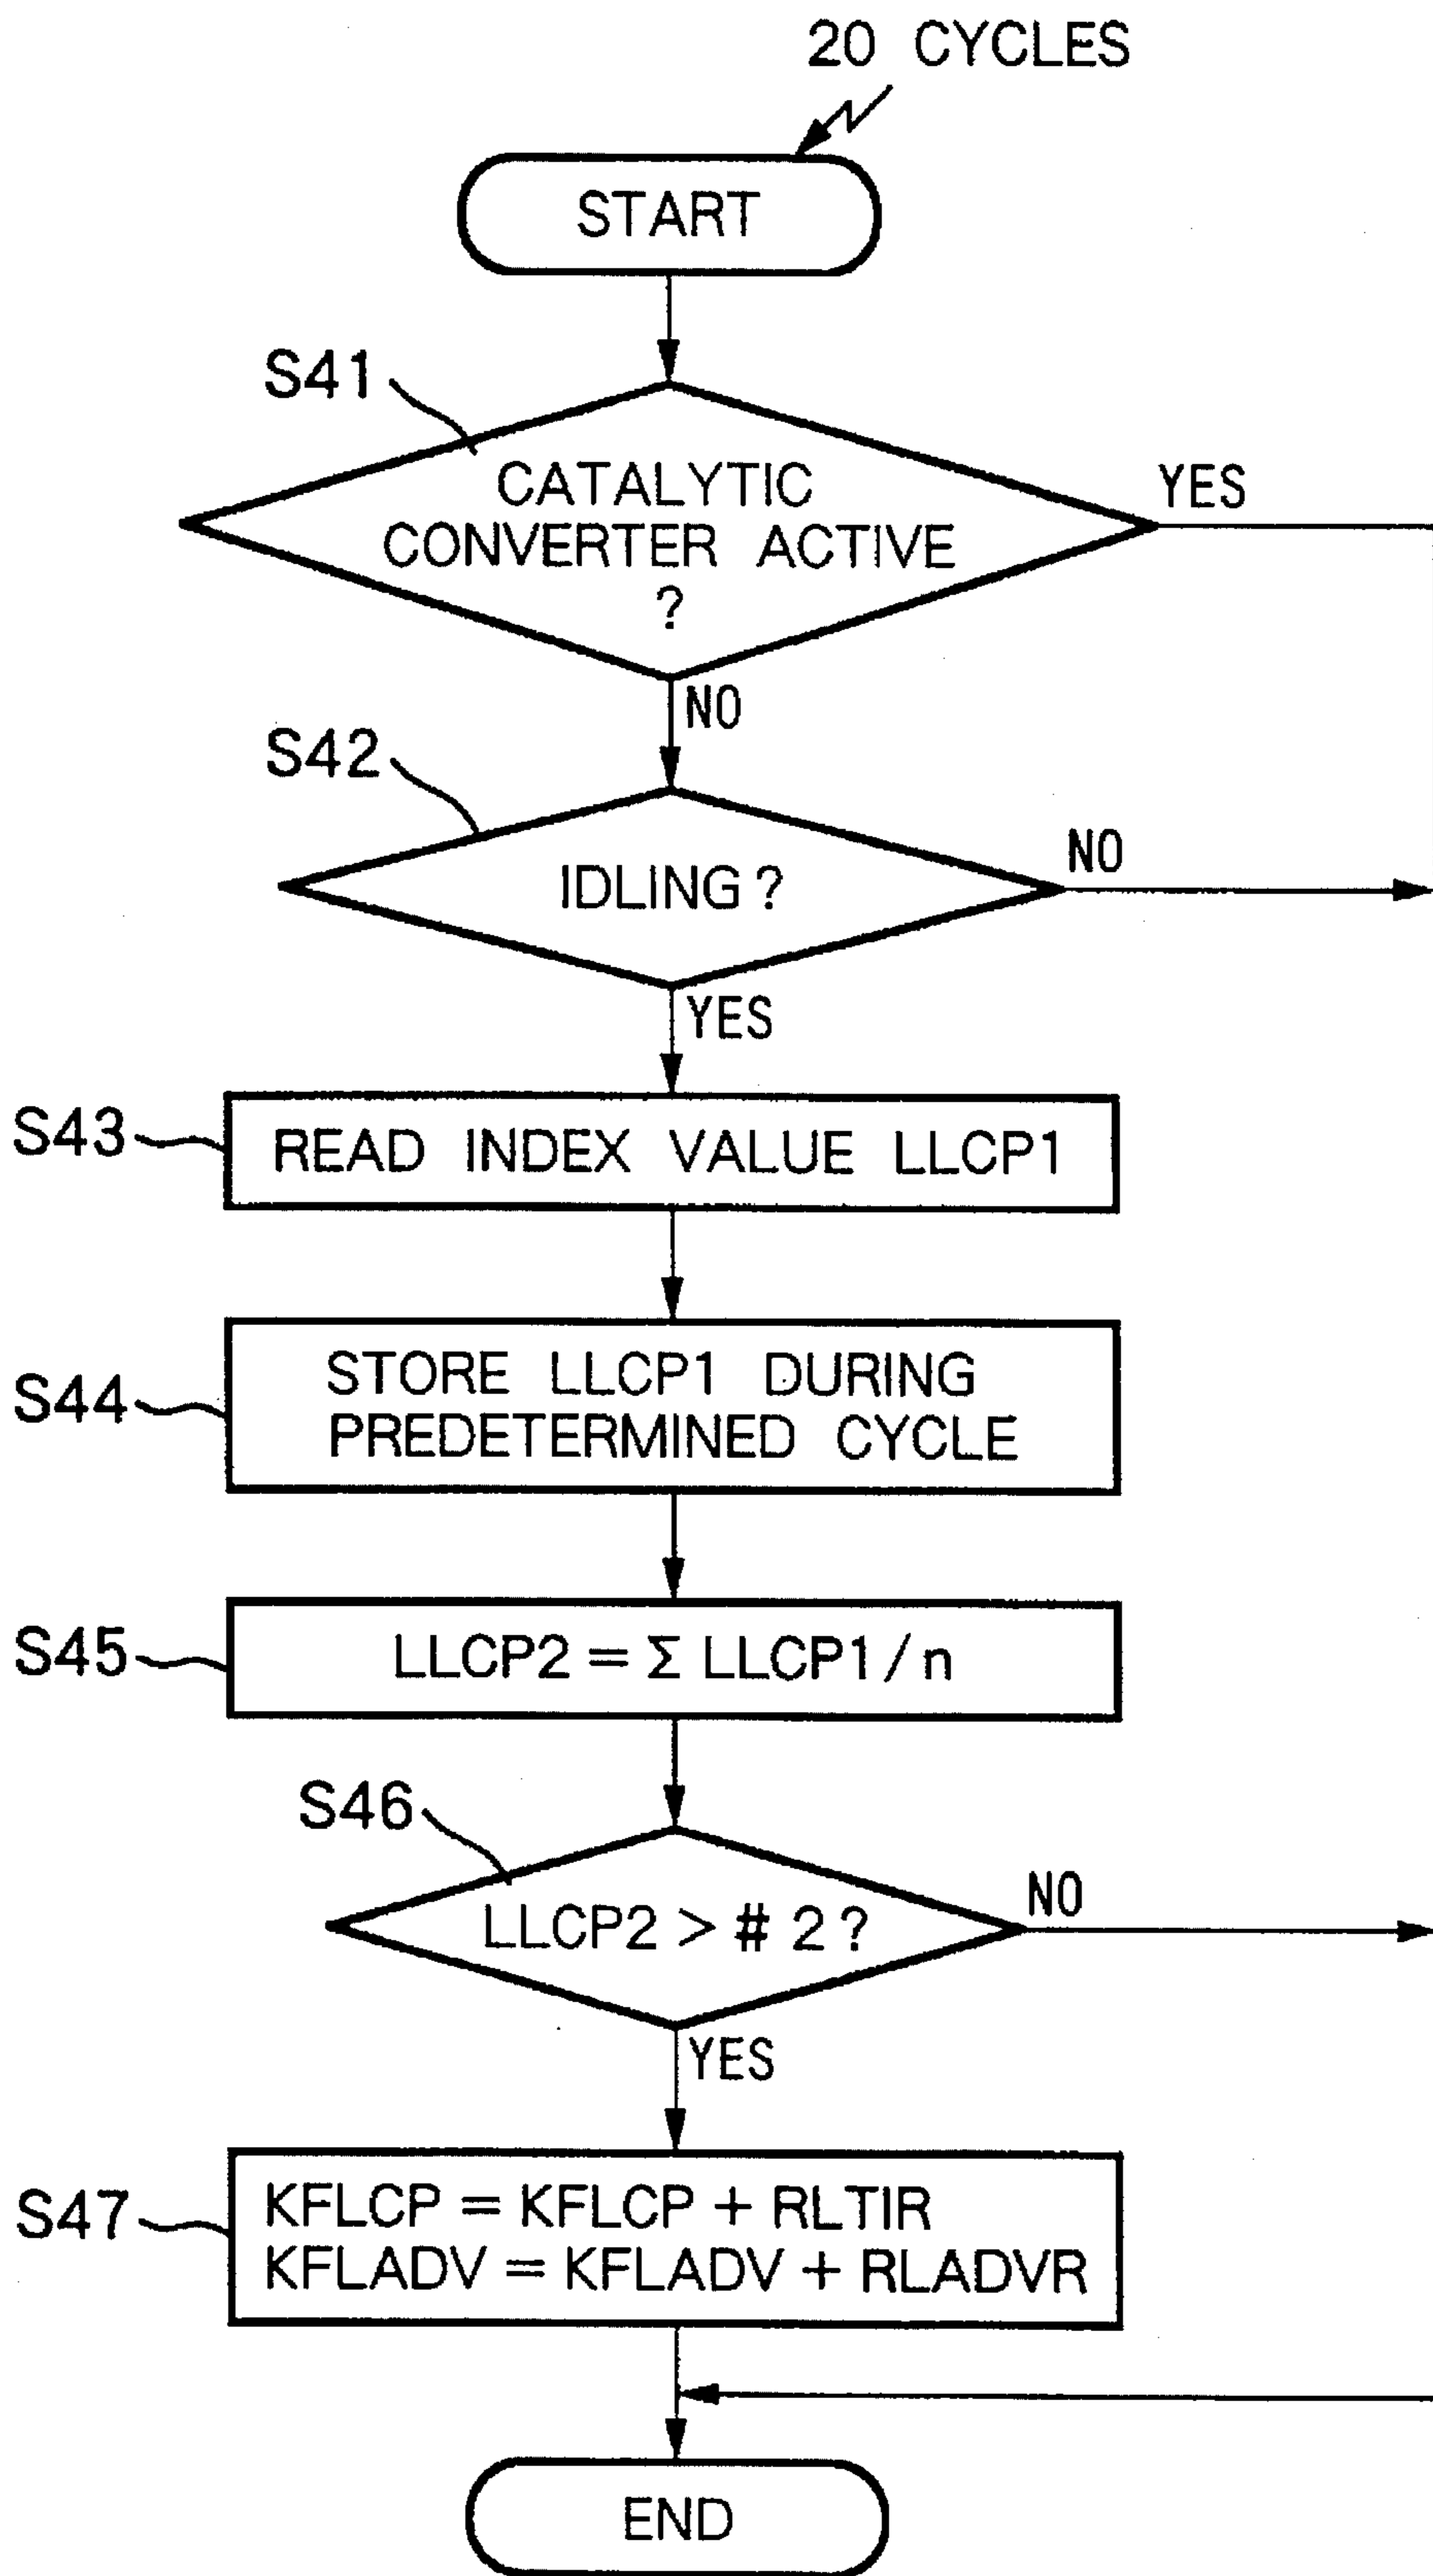 20 CYCLES
START
S41
CATALYTIC
CONVERTER ACTIVE
?
YES
NO
S42
IDLING?
NO
YES
S43
READ INDEX VALUE LLCP1
S44
STORE LLCP1 DURING
PREDETERMINED CYCLE
S45
LLCP2 = Σ LLCP1/n
S46
LLCP2 > # 2?
NO
YES
S47
KFLCP = KFLCP + RLTIR
KFLADV = KFLADV + RLADVR
END